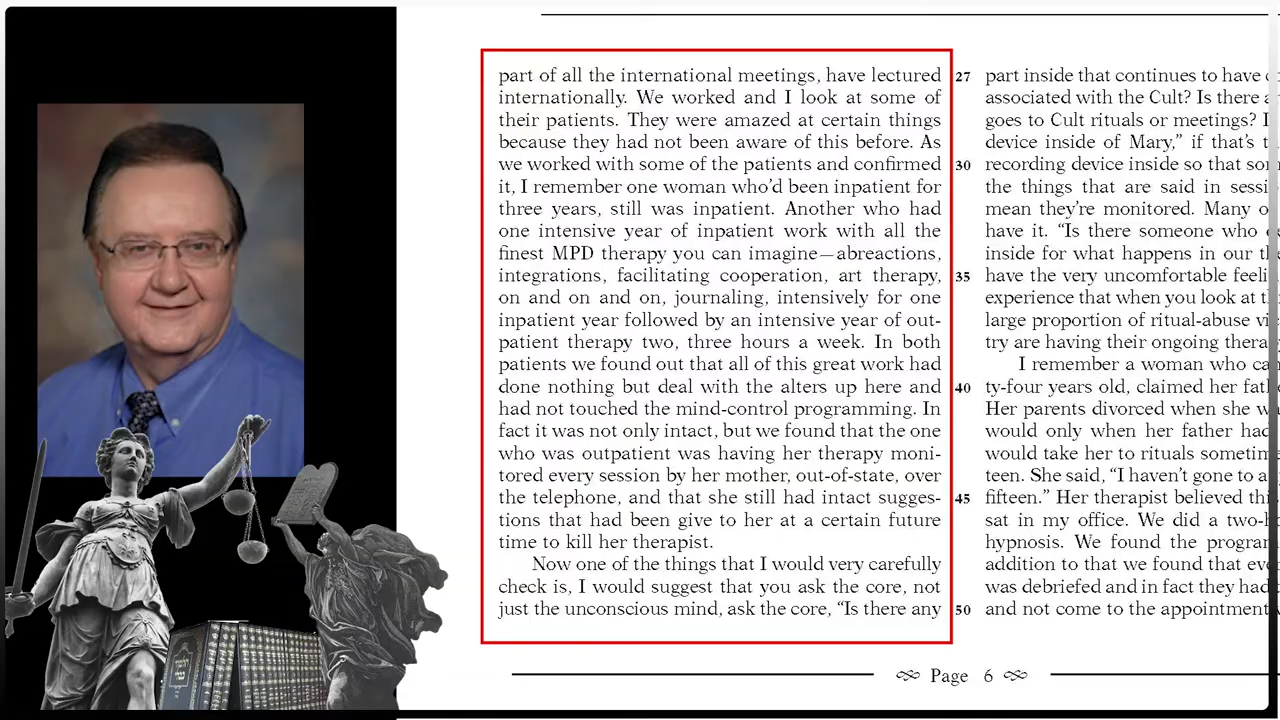 part of all the international meetings, have lectured
internationally. We worked and I look at some of
their patients. They were amazed at certain things
because they had not been aware of this before. As
we worked with some of the patients and confirmed
it, I remember one woman who'd been inpatient for
three years, still was inpatient. Another who had
one intensive year of inpatient work with all the
finest MPD therapy you can imagine—abreactions,
integrations, facilitating cooperation, art therapy,
on and on and on, journaling, intensively for one
inpatient year followed by an intensive year of out-
patient therapy two, three hours a week. In both
patients we found out that all of this great work had
done nothing but deal with the alters up here and
had not touched the mind-control programming. In
fact it was not only intact, but we found that the one
who was outpatient was having her therapy moni-
tored every session by her mother, out-of-state, over
the telephone, and that she still had intact sugges-
tions that had been give to her at a certain future
time to kill her therapist.
Now one of the things that I would very carefully
check is, I would suggest that you ask the core, not
just the unconscious mind, ask the core, “Is there any
27
30
35
40
45
50
part inside that continues to have
associated with the Cult? Is there
goes to Cult rituals or meetings?
device inside of Mary,” if that's
recording device inside so that
the things that are said in
mean they're monitored. Many
have it. “Is there someone who
inside for what happens in our
have the very uncomfortable
experience that when you look at
large proportion of ritual-abuse
try are having their ongoing
I remember a woman who
ty-four years old, claimed her
Her parents divorced when she
would only when her father had
would take her to rituals
teen. She said, “I haven't gone to
fifteen.” Her therapist believed
sat in my office. We did a
hypnosis. We found the
addition to that we found that
was debriefed and in fact they had
and not come to the appointment
Page 6